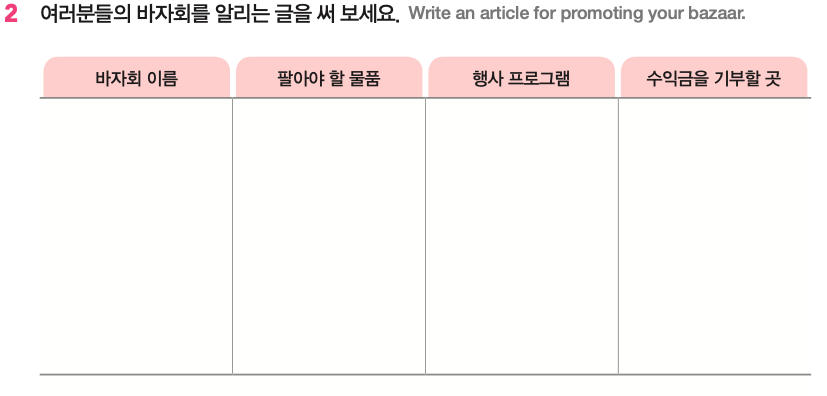 2 여러분들의 바자회를 알리는 글을 써 보세요. Write an article for promoting your bazaar.
바자회 이름 팔아야 할 물품 행사 프로그램 수익금을 기부할 곳